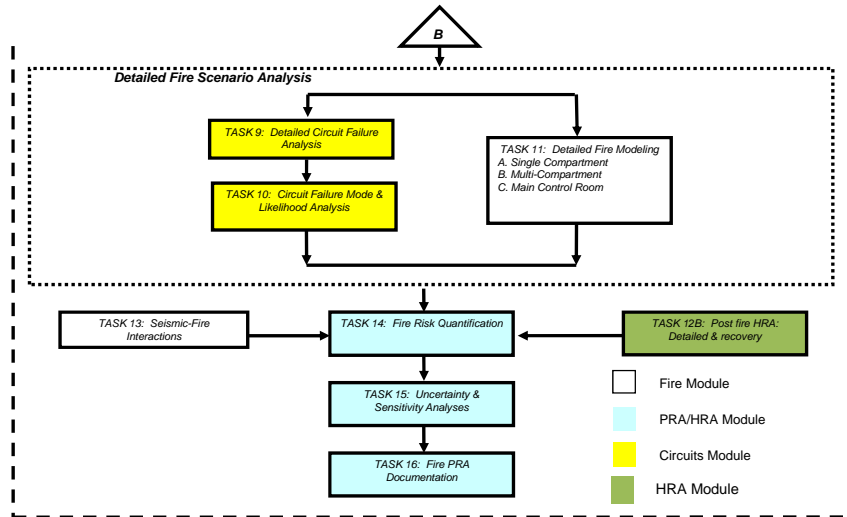 B
Detailed Fire Scenario Analysis
TASK 9: Detailed Circuit Failure
Analysis
TASK 10: Circuit Failure Mode &
Likelihood Analysis
TASK 11: Detailed Fire Modeling
A. Single Compartment
B. Multi-Compartment
C. Main Control Room
TASK 13: Seismic-Fire
Interactions
TASK 14: Fire Risk Quantification
TASK 12B: Post fire HRA:
Detailed & recovery
TASK 15: Uncertainty &
Sensitivity Analyses
TASK 16: Fire PRA
Documentation
Fire Module
PRA/HRA Module
Circuits Module
HRA Module